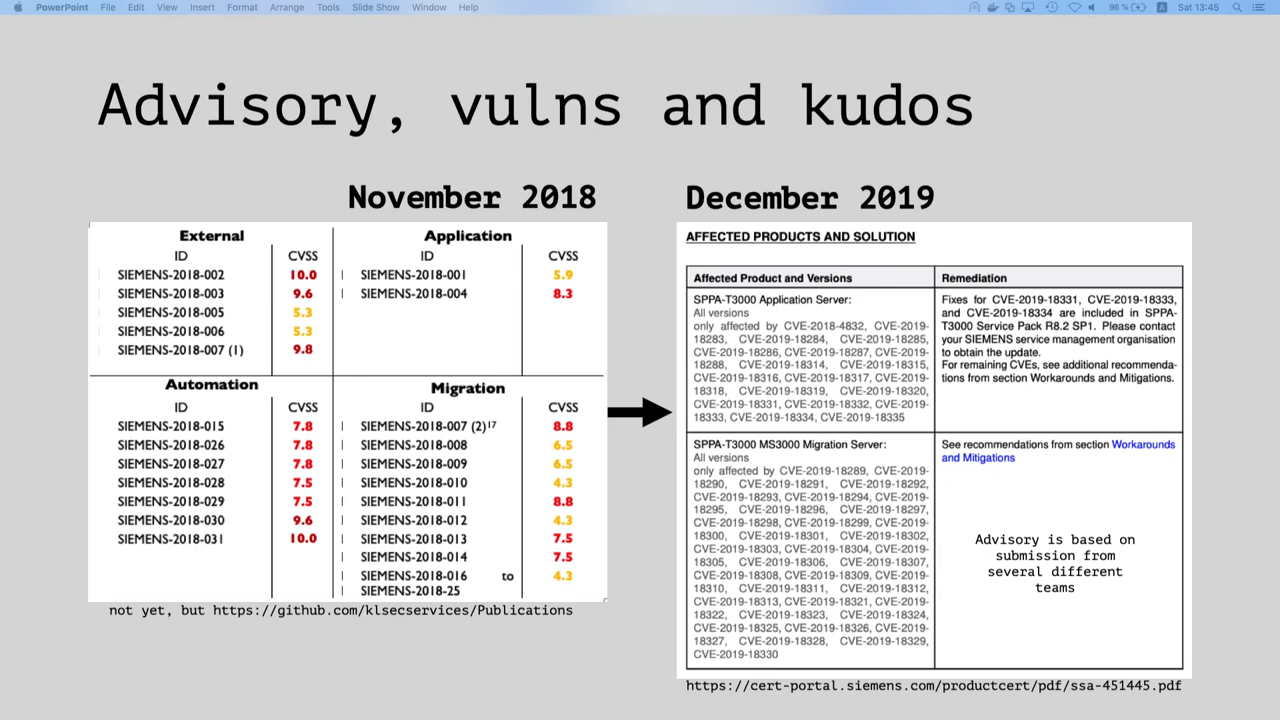 PowerPoint File Edit View Insert Format Arrange Tools Slide Show Window Help 96 % A Sat 13:45
Advisory, vulns and kudos
November 2018
External
ID CVSS
SIEMENS-2018-002 10.0
SIEMENS-2018-003 9.6
SIEMENS-2018-005 5.3
SIEMENS-2018-006 5.3
SIEMENS-2018-007 (1) 9.8
Application
ID CVSS
SIEMENS-2018-001 5.9
SIEMENS-2018-004 8.3
Automation
ID CVSS
SIEMENS-2018-015 7.8
SIEMENS-2018-026 7.8
SIEMENS-2018-027 7.8
SIEMENS-2018-028 7.5
SIEMENS-2018-029 7.5
SIEMENS-2018-030 9.6
SIEMENS-2018-031 10.0
Migration
ID CVSS
SIEMENS-2018-007 (2)17 8.8
SIEMENS-2018-008 6.5
SIEMENS-2018-009 6.5
SIEMENS-2018-010 4.3
SIEMENS-2018-011 8.8
SIEMENS-2018-012 4.3
SIEMENS-2018-013 7.5
SIEMENS-2018-014 7.5
SIEMENS-2018-016 to 4.3
SIEMENS-2018-25
not yet, but https://github.com/klsecservices/Publications
December 2019
AFFECTED PRODUCTS AND SOLUTION
Affected Product and Versions Remediation
SPPA-T3000 Application Server:
All versions
only affected by CVE-2018-4832, CVE-2019-
18283, CVE-2019-18284, CVE-2019-18285,
CVE-2019-18286, CVE-2019-18287, CVE-2019-
18288, CVE-2019-18314, CVE-2019-18315,
CVE-2019-18316, CVE-2019-18317, CVE-2019-
18318, CVE-2019-18319, CVE-2019-18320,
CVE-2019-18331, CVE-2019-18332, CVE-2019-
18333, CVE-2019-18334, CVE-2019-18335
Fixes for CVE-2019-18331, CVE-2019-18333,
and CVE-2019-18334 are included in SPPA-
T3000 Service Pack R8.2 SP1. Please contact
your SIEMENS service management organisation
to obtain the update.
For remaining CVEs, see additional recommenda-
tions from section Workarounds and Mitigations.
SPPA-T3000 MS3000 Migration Server:
All versions
only affected by CVE-2019-18289, CVE-2019-
18290, CVE-2019-18291, CVE-2019-18292,
CVE-2019-18293, CVE-2019-18294, CVE-2019-
18295, CVE-2019-18296, CVE-2019-18297,
CVE-2019-18298, CVE-2019-18299, CVE-2019-
18300, CVE-2019-18301, CVE-2019-18302,
CVE-2019-18303, CVE-2019-18304, CVE-2019-
18305, CVE-2019-18306, CVE-2019-18307,
CVE-2019-18308, CVE-2019-18309, CVE-2019-
18310, CVE-2019-18311, CVE-2019-18312,
CVE-2019-18313, CVE-2019-18321, CVE-2019-
18322, CVE-2019-18323, CVE-2019-18324,
CVE-2019-18325, CVE-2019-18326, CVE-2019-
18327, CVE-2019-18328, CVE-2019-18329,
CVE-2019-18330
See recommendations from section Workarounds
and Mitigations
Advisory is based on
submission from
several different
teams
https://cert-portal.siemens.com/productcert/pdf/ssa-451445.pdf